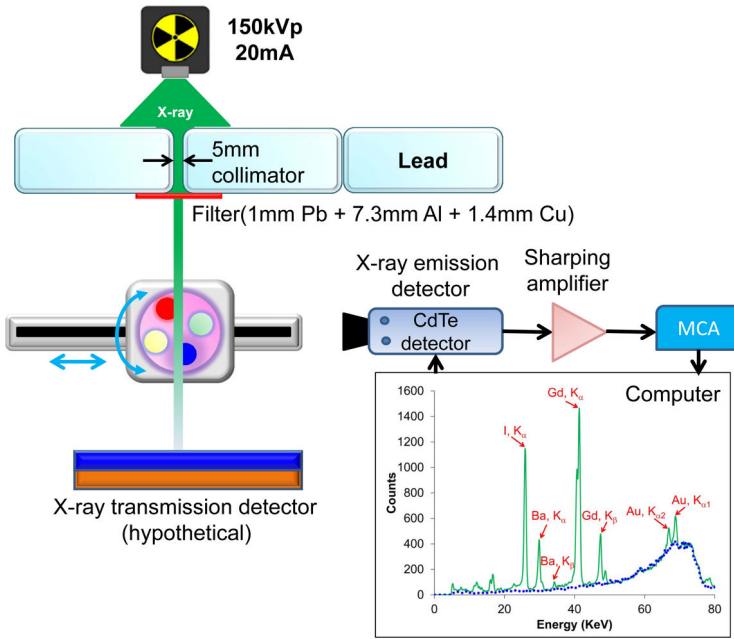 150kVp
20mA
X-ray
5mm
collimator
Lead
Filter(1mm Pb + 7.3mm Al + 1.4mm Cu)
X-ray emission
detector
Sharping
amplifier
CdTe
detector
MCA
Computer
X-ray transmission detector
(hypothetical)
1600
1400
1200
1000
800
600
400
200
0
Counts
I, Kα
Ba, Kα
Ba, Kβ
Gd, Kα
Gd, Kβ
Au, Kα2
Au, Kα1
0 20 40 60 80
Energy (KeV)